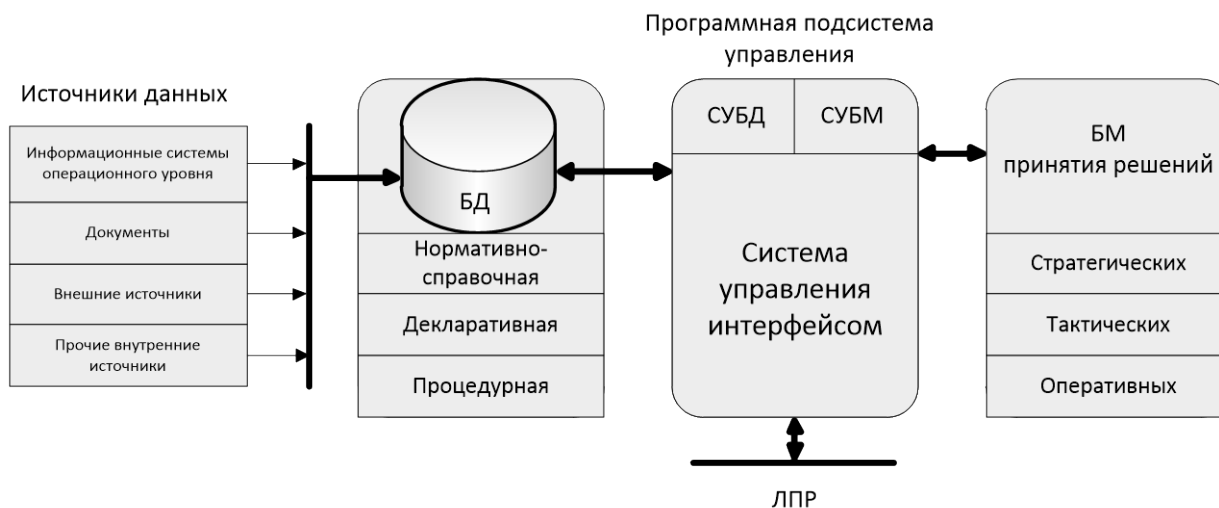 Программная подсистема
управления
Источники данных
Информационные системы
операционного уровня
Документы
Внешние источники
Прочие внутренние
источники
БД
Нормативно-
справочная
Декларативная
Процедурная
СУБД
СУБМ
Система
управления
интерфейсом
БМ
принятия решений
Стратегических
Тактических
Оперативных
ЛПР